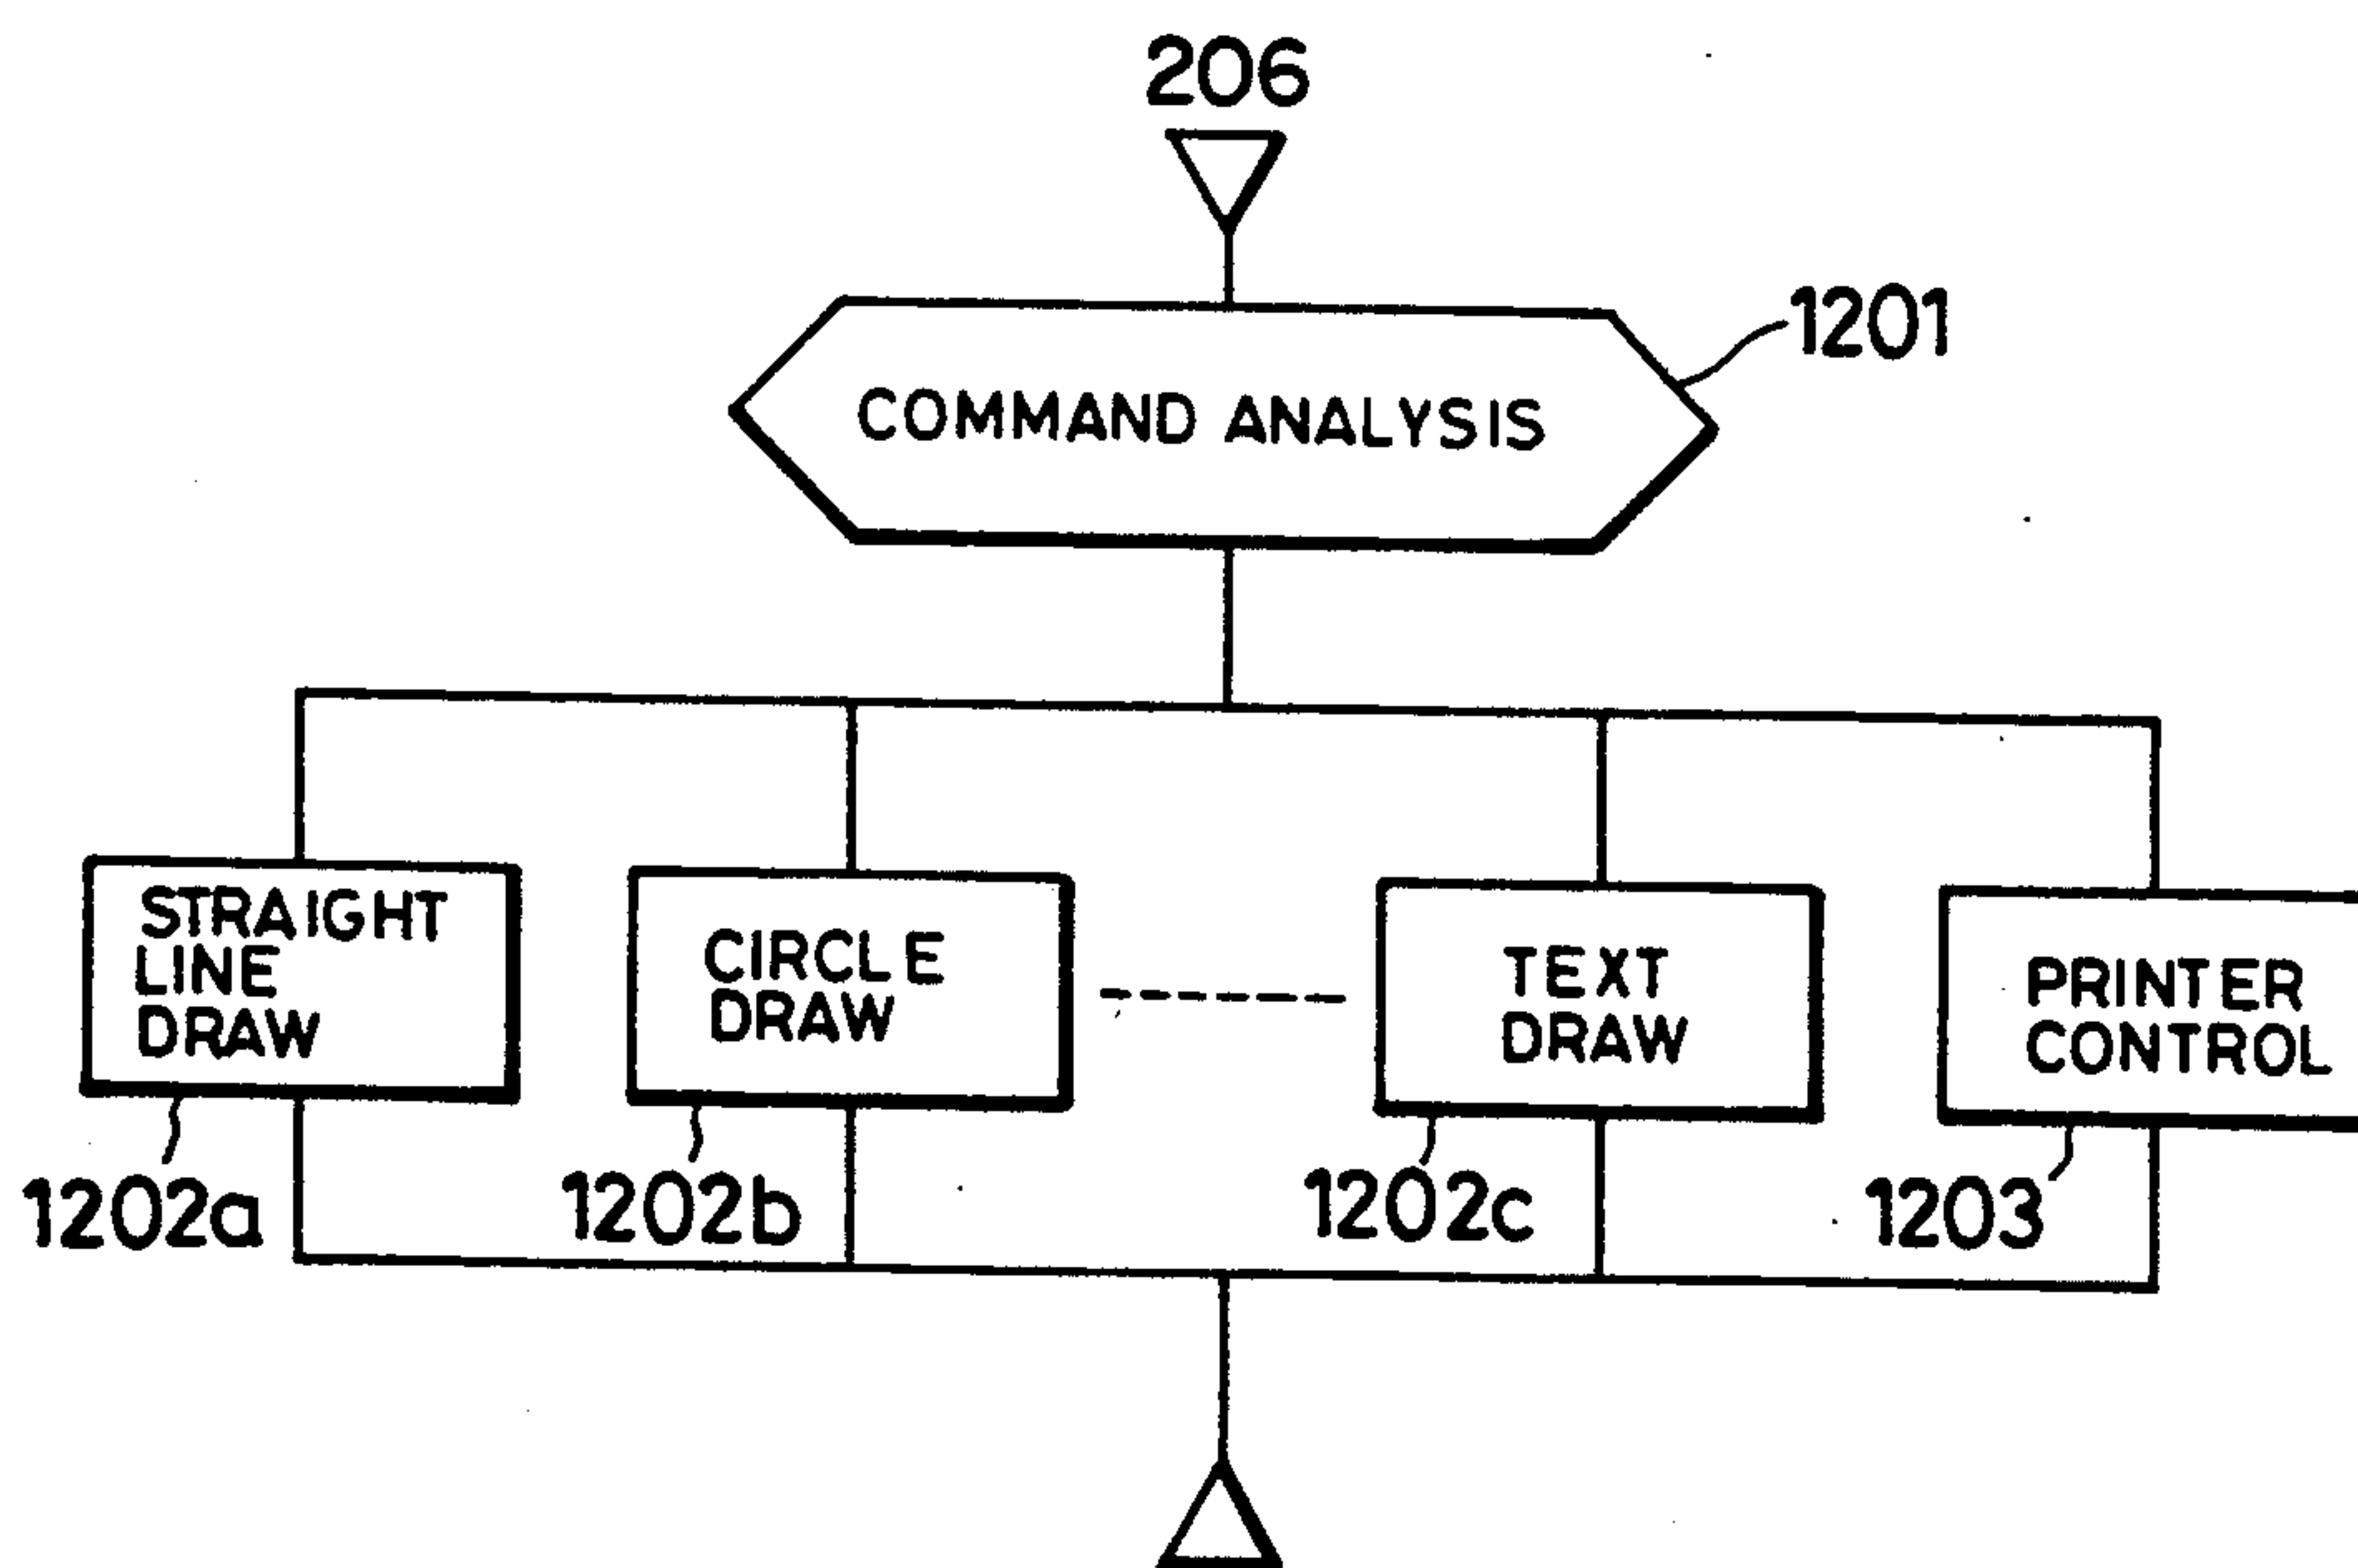 206
1201
COMMAND ANALYSIS
STRAIGHT
LINE
DRAW
CIRCLE
DRAW
TEXT
DRAW
PRINTER
CONTROL
1202a
1202b
1202c
1203